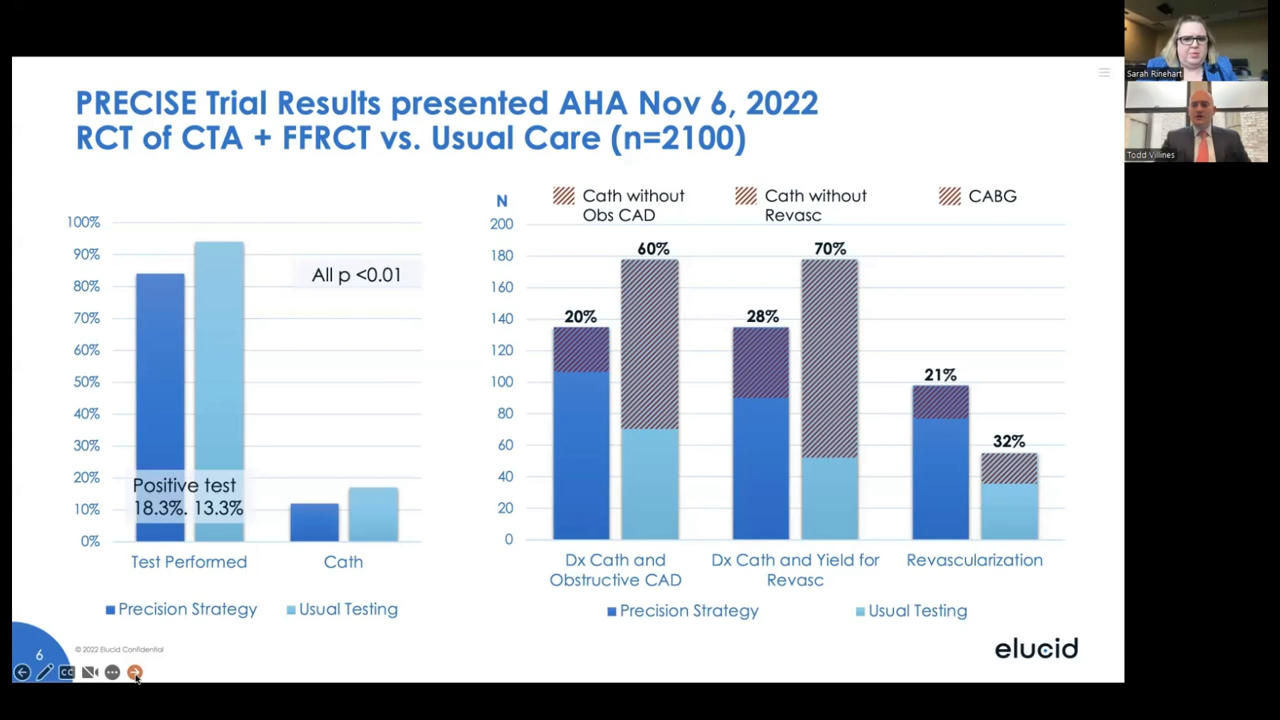 PRECISE Trial Results presented AHA Nov 6, 2022
RCT of CTA + FFRCT vs. Usual Care (n=2100)
100%
90%
80%
70%
60%
50%
40%
30%
20%
10%
0%
All p <0.01
Positive test
18.3%. 13.3%
Test Performed
Cath
Precision Strategy
Usual Testing
N
Cath without
Obs CAD
Cath without
Revasc
CABG
200
180
160
140
120
100
80
60
40
20
0
20%
60%
28%
70%
21%
32%
Dx Cath and
Obstructive CAD
Dx Cath and Yield for
Revasc
Revascularization
Precision Strategy
Usual Testing
6
© 2022 Elucid Confidential
CC
elucid
Sarah Rinehart
Todd Villines